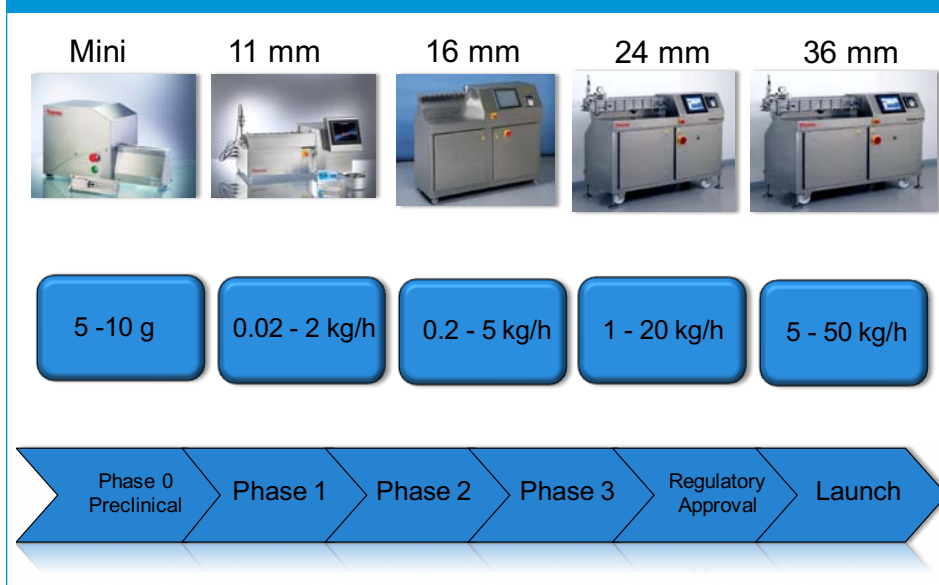 Mini
11 mm
16 mm
24 mm
36 mm
5 -10 g
0.02 - 2 kg/h
0.2 - 5 kg/h
1 - 20 kg/h
5 - 50 kg/h
Phase 0
Preclinical
Phase 1
Phase 2
Phase 3
Regulatory
Approval
Launch